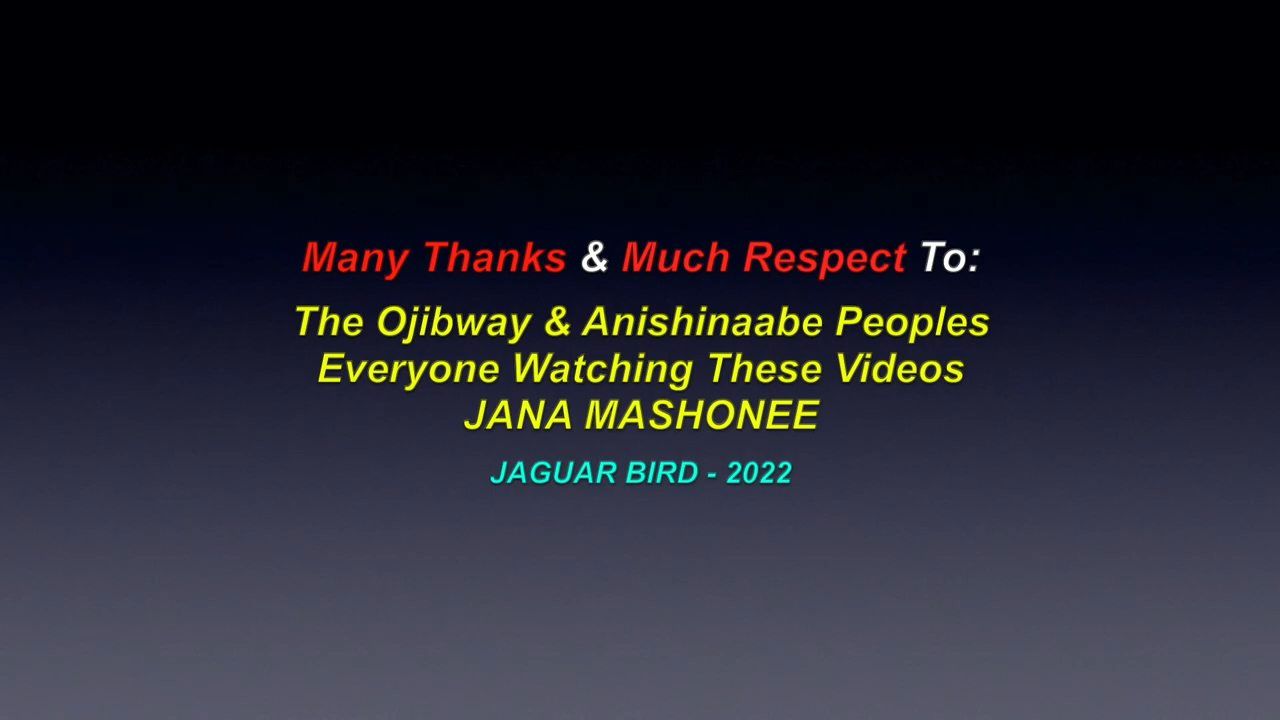 Many Thanks & Much Respect To:
The Ojibway & Anishinaabe Peoples
Everyone Watching These Videos
JANA MASHONEE
JAGUAR BIRD - 2022